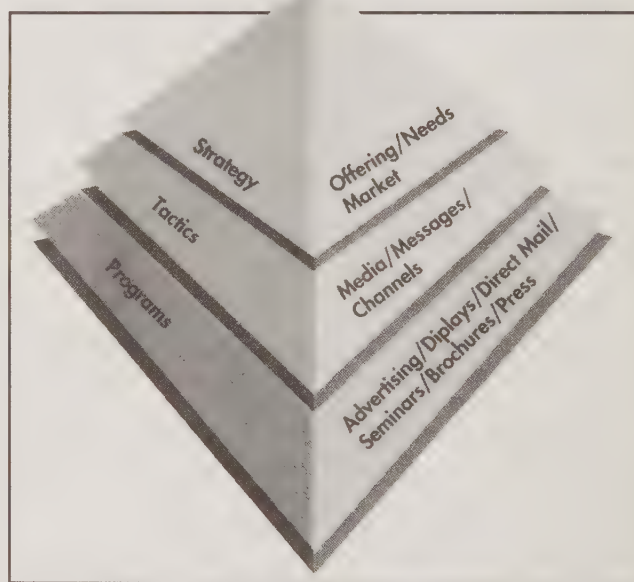 Strategy
Offering/Needs
Market
Tactics
Media/Messages/
Channels
Programs
Advertising/Diplays/Direct Mail/
Seminars/Brochures/Press